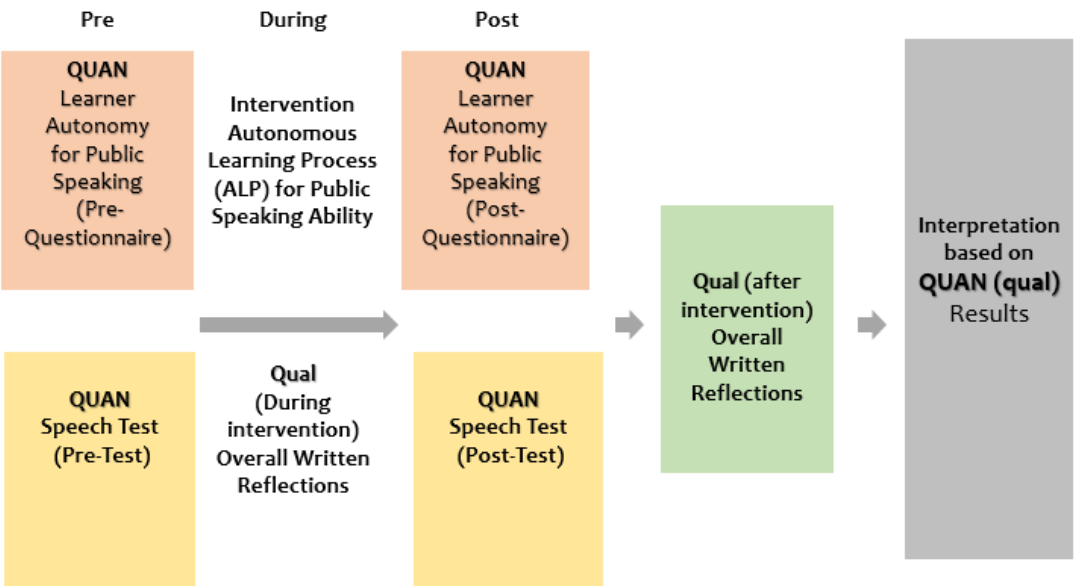 Pre
During
Post
QUAN
Learner
Autonomy
for Public
Speaking
(Pre-
Questionnaire)
Intervention
Autonomous
Learning Process
(ALP) for Public
Speaking Ability
QUAN
Learner
Autonomy
for Public
Speaking
(Post-
Questionnaire)
QUAN
Speech Test
(Pre-Test)
Qual
(During
intervention)
Overall Written
Reflections
QUAN
Speech Test
(Post-Test)
Qual (after
intervention)
Overall
Written
Reflections
Interpretation
based on
QUAN (qual)
Results